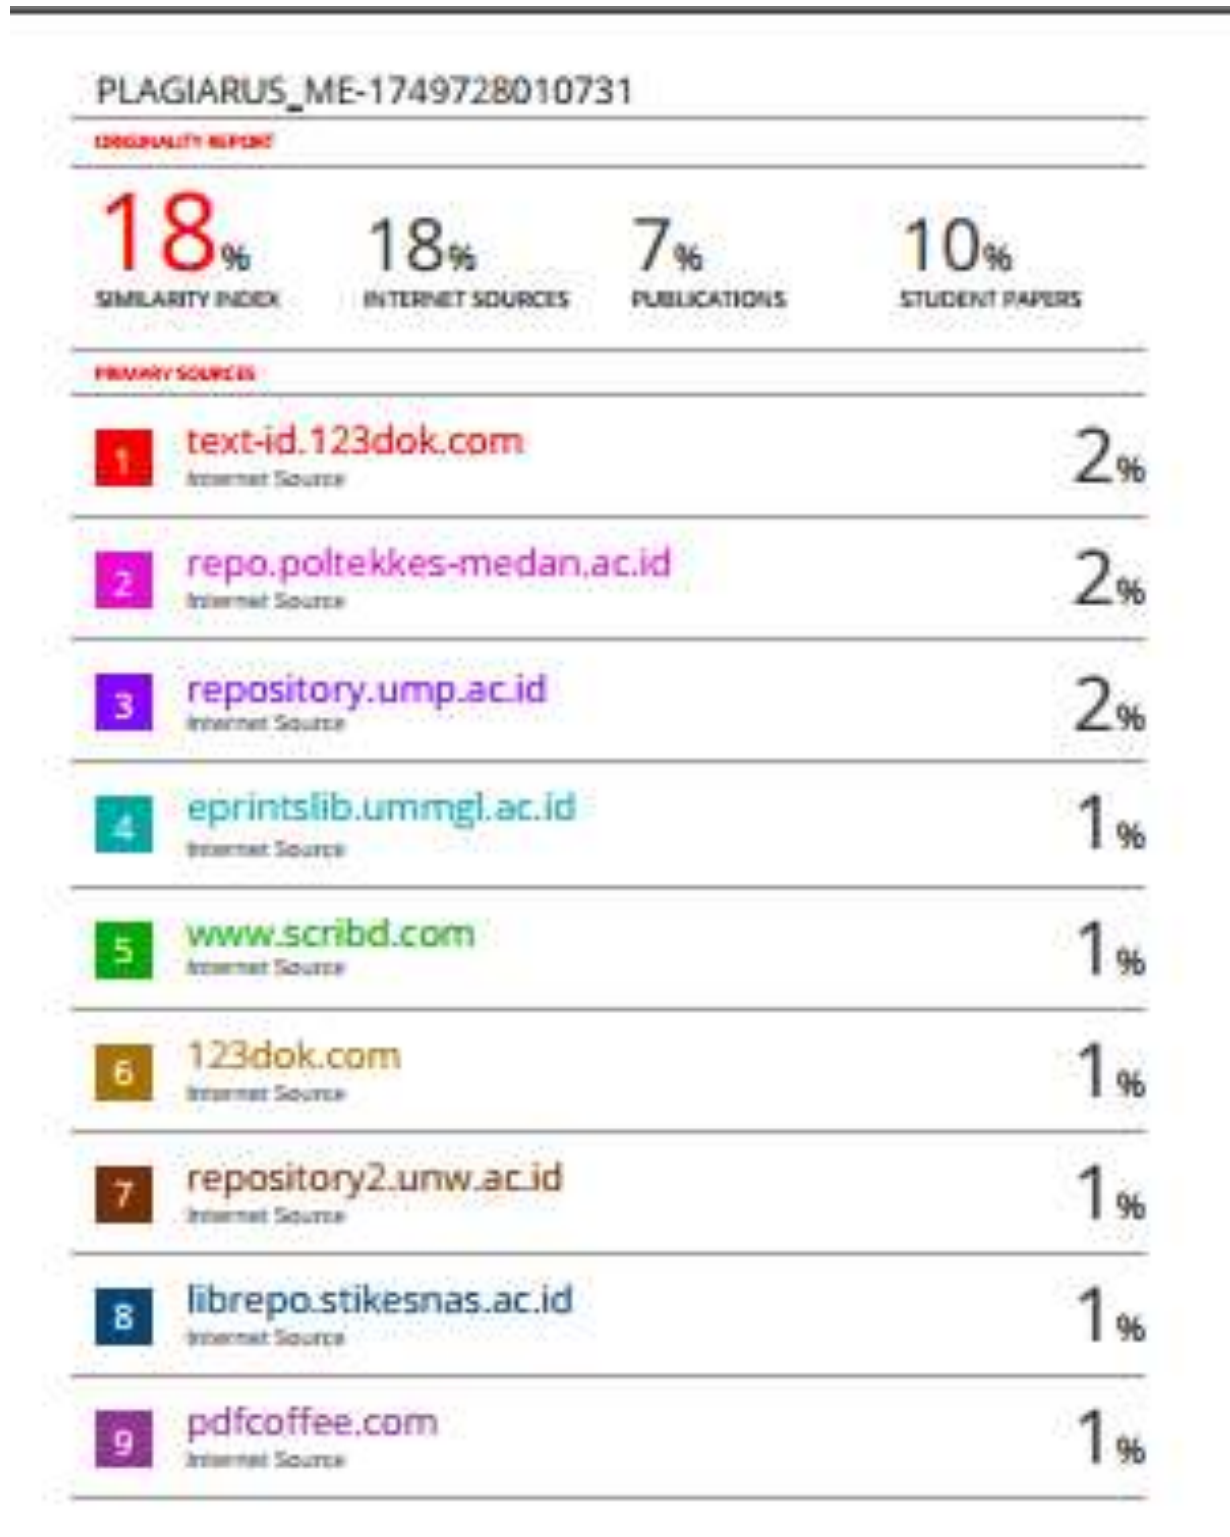 PLAGIARUS_ME-1749728010731
ORIGINALITY REPORT
18% 18% 7% 10%
SIMILARITY INDEX INTERNET SOURCES PUBLICATIONS STUDENT PAPERS
PRIMARY SOURCES
1 text-id.123dok.com 2%
Internet Source
2 repo.poltekkes-medan.ac.id 2%
Internet Source
3 repository.ump.ac.id 2%
Internet Source
4 eprintslib.ummgl.ac.id 1%
Internet Source
5 www.scribd.com 1%
Internet Source
6 123dok.com 1%
Internet Source
7 repository2.unw.ac.id 1%
Internet Source
8 librepo.stikesnas.ac.id 1%
Internet Source
9 pdfcoffee.com 1%
Internet Source